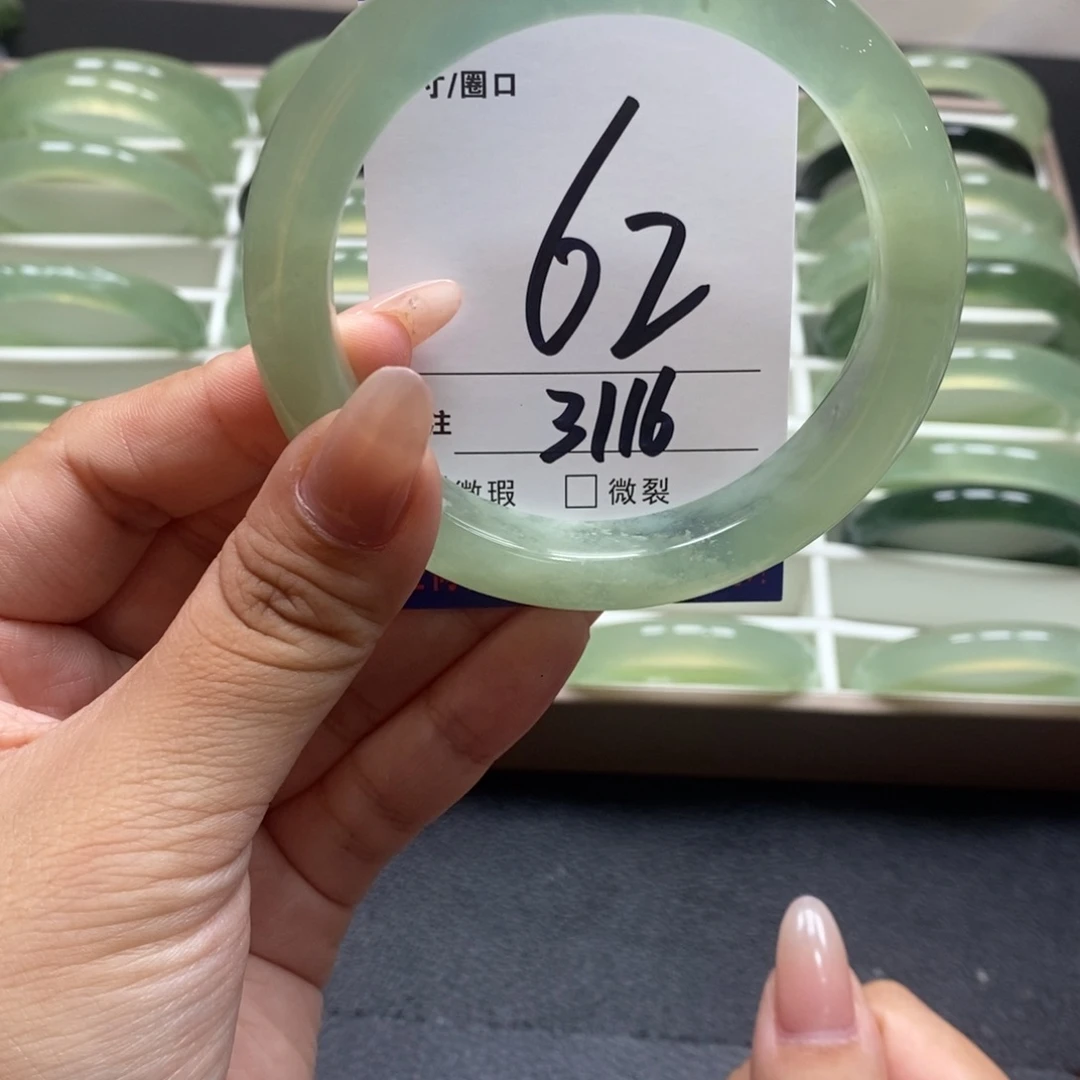 寸/圈口
62
注 3116
微瑕 □微裂